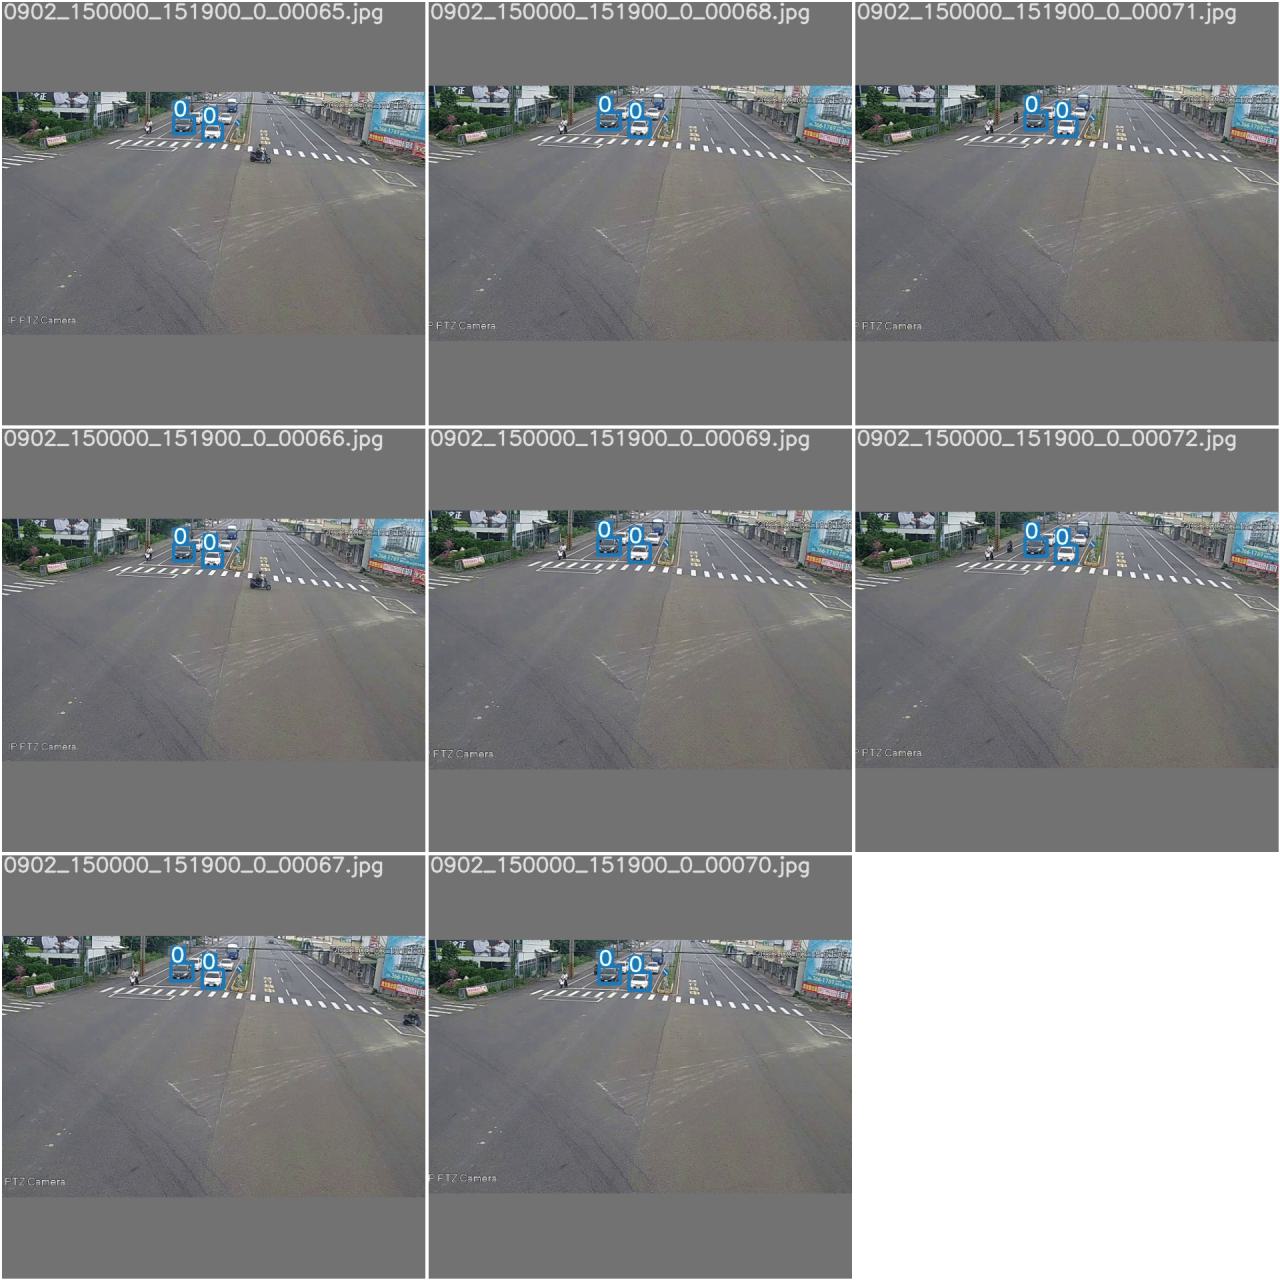 0902_150000_151900_0_00065.jpg
0
0
IP PTZ Camera
0902_150000_151900_0_00068.jpg
0
0
P PTZ Camera
0902_150000_151900_0_00071.jpg
0
0
P PTZ Camera
0902_150000_151900_0_00066.jpg
0
0
IP PTZ Camera
0902_150000_151900_0_00069.jpg
0
0
PTZ Camera
0902_150000_151900_0_00072.jpg
0
0
P PTZ Camera
0902_150000_151900_0_00067.jpg
0
0
PTZ Camera
0902_150000_151900_0_00070.jpg
0
0
P PTZ Camera